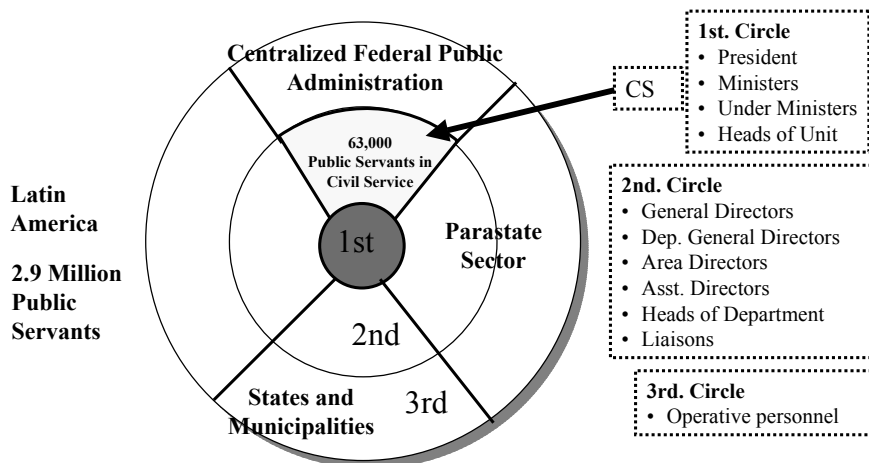 Centralized Federal Public
Administration
63,000
Public Servants in
Civil Service
Latin
America
2.9 Million
Public
Servants
1st
Parastate
Sector
2nd
3rd
States and
Municipalities
CS
1st. Circle
• President
• Ministers
• Under Ministers
• Heads of Unit
2nd. Circle
• General Directors
• Dep. General Directors
• Area Directors
• Asst. Directors
• Heads of Department
• Liaisons
3rd. Circle
• Operative personnel